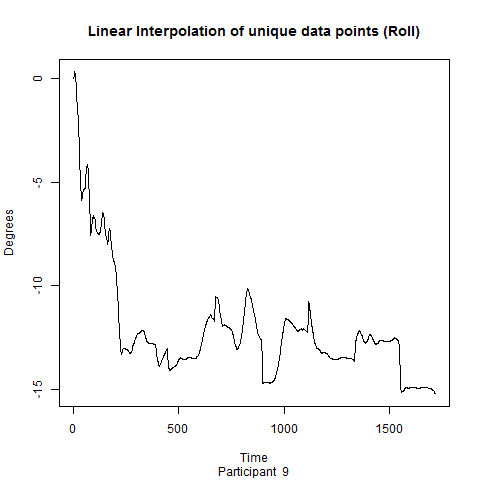 Linear Interpolation of unique data points (Roll)
Degrees
0
-5
-10
-15
0 500 1000 1500
Time
Participant 9